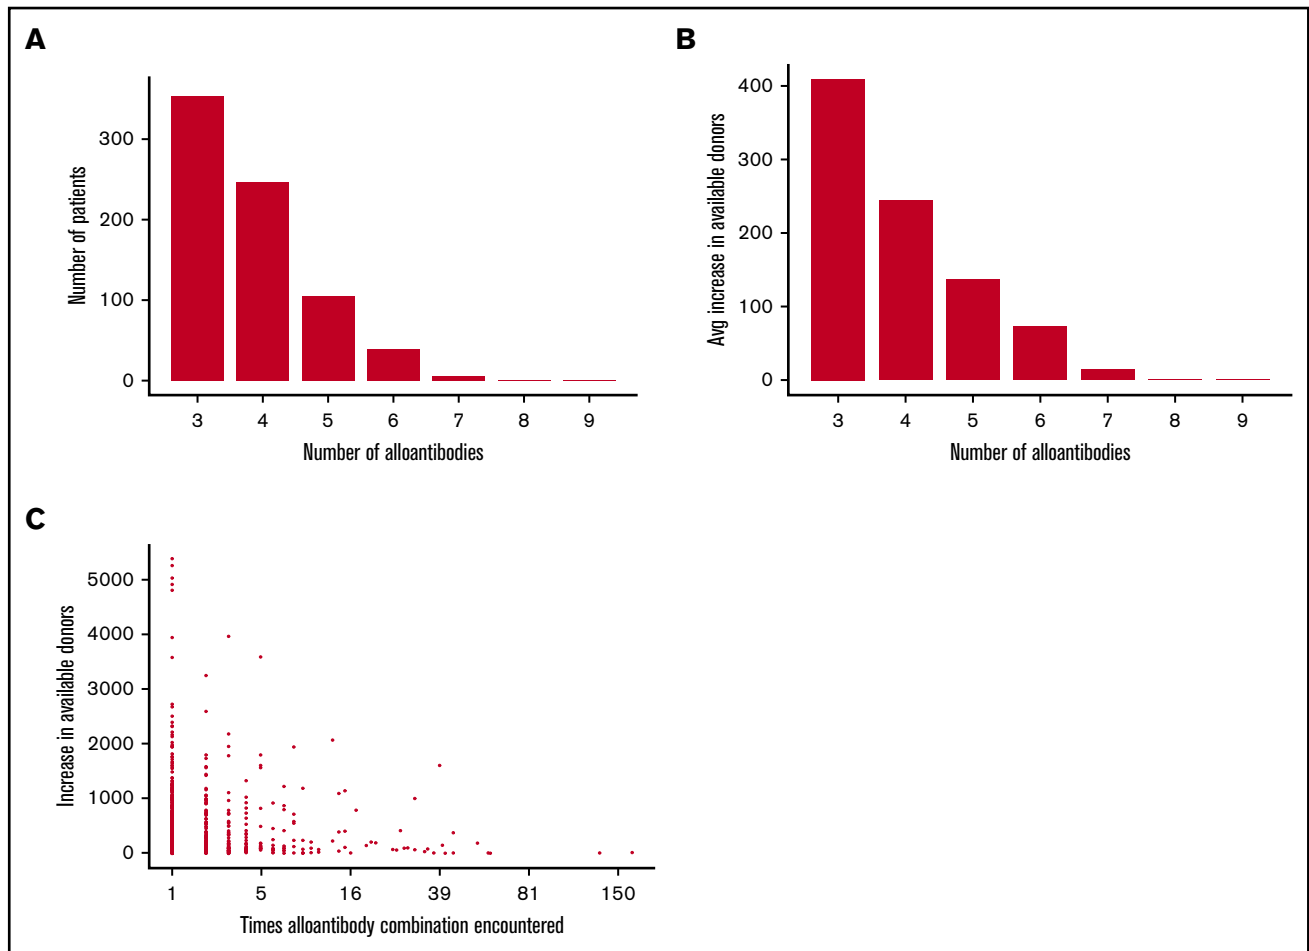 A
Number of patients
300
200
100
0
3 4 5 6 7 8 9
Number of alloantibodies
B
Avg increase in available donors
400
300
200
100
0
3 4 5 6 7 8 9
Number of alloantibodies
C
Increase in available donors
5000
4000
3000
2000
1000
0
1 5 16 39 81 150
Times alloantibody combination encountered